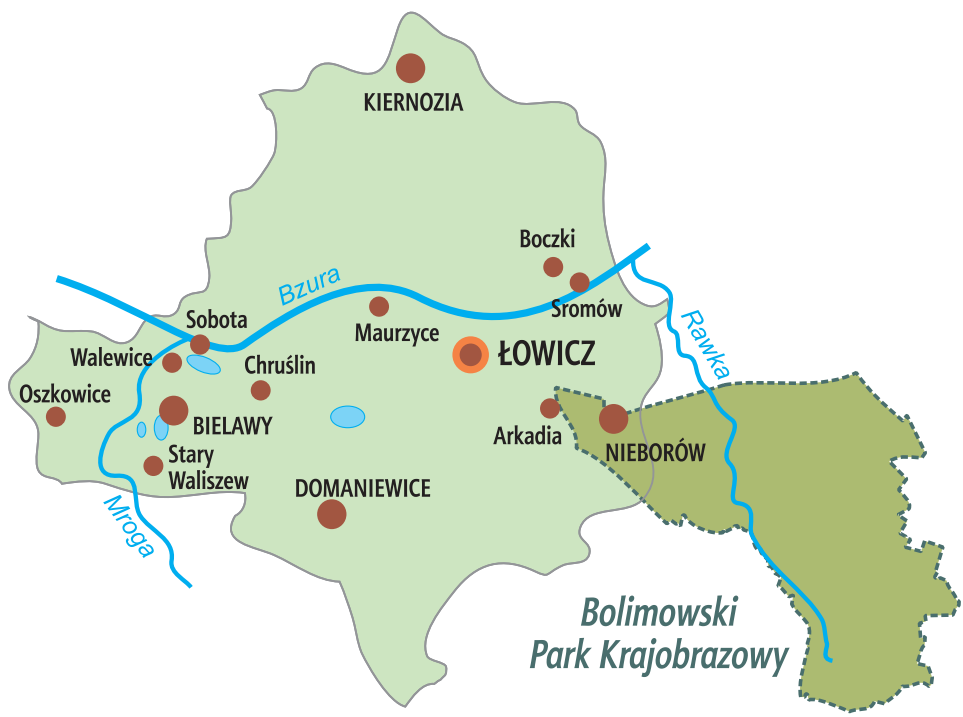 KIERNOZIA
Boczki
Bzura
Sromów
Sobota
Maurzyce
Rawka
Walewice
Chruślin
ŁOWICZ
Oszkowice
BIELAWY
Arkadia
NIEBORÓW
Stary
Waliszew
DOMANIEWICE
Mroga
Bolimowski
Park Krajobrazowy